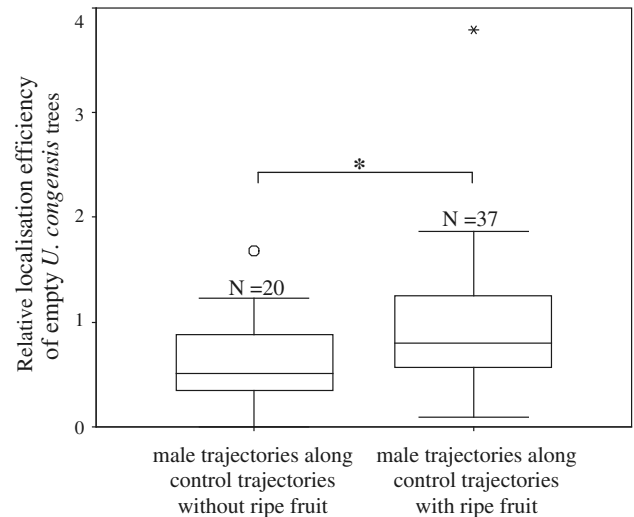 Relative localisation efficiency
of empty U. congensis trees
4
3
2
1
0
*
*
N =37
N =20
male trajectories along
control trajectories
without ripe fruit
male trajectories along
control trajectories
with ripe fruit